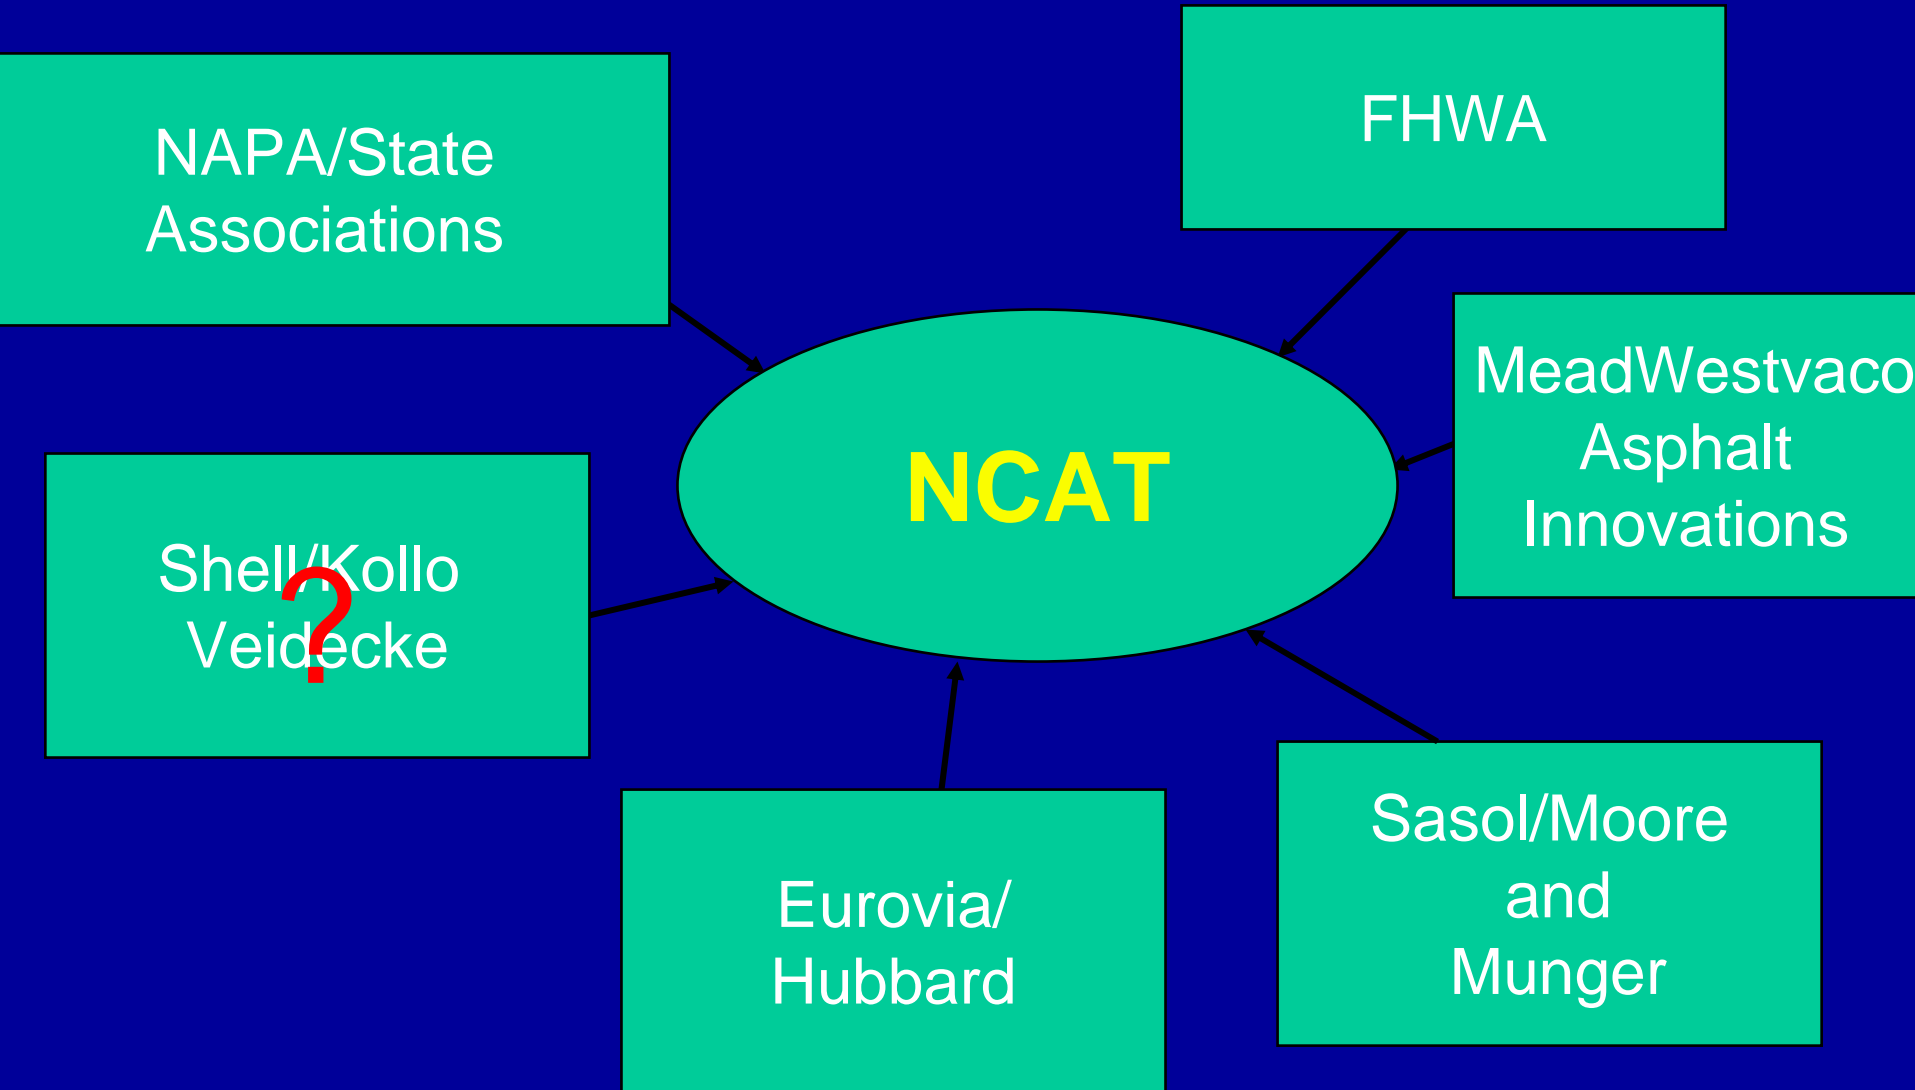 NAPA/State
Associations
FHWA
MeadWestvaco
Asphalt
Innovations
NCAT
Shell/Kollo
Veidecke
?
Eurovia/
Hubbard
Sasol/Moore
and
Munger